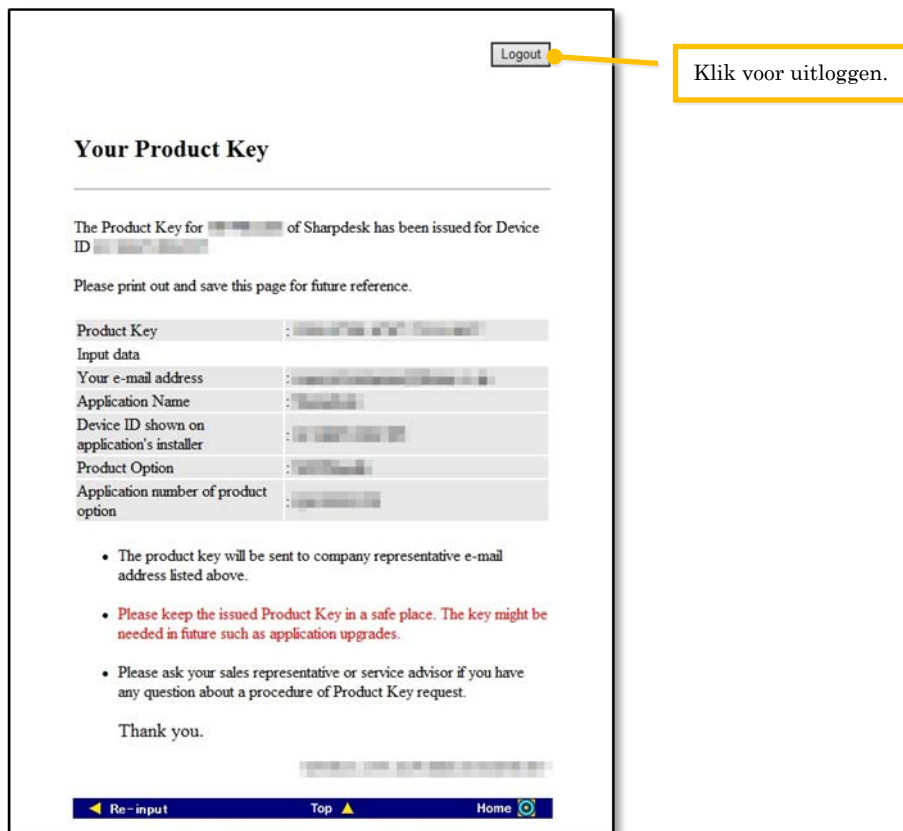 Logout
Klik voor uitloggen.
Your Product Key
The Product Key for of Sharpdesk has been issued for Device
ID
Please print out and save this page for future reference.
Product Key :
Input data
Your e-mail address :
Application Name :
Device ID shown on
application's installer :
Product Option :
Application number of product
option :
• The product key will be sent to company representative e-mail
address listed above.
• Please keep the issued Product Key in a safe place. The key might be
needed in future such as application upgrades.
• Please ask your sales representative or service advisor if you have
any question about a procedure of Product Key request.
Thank you.
Re-input Top Home